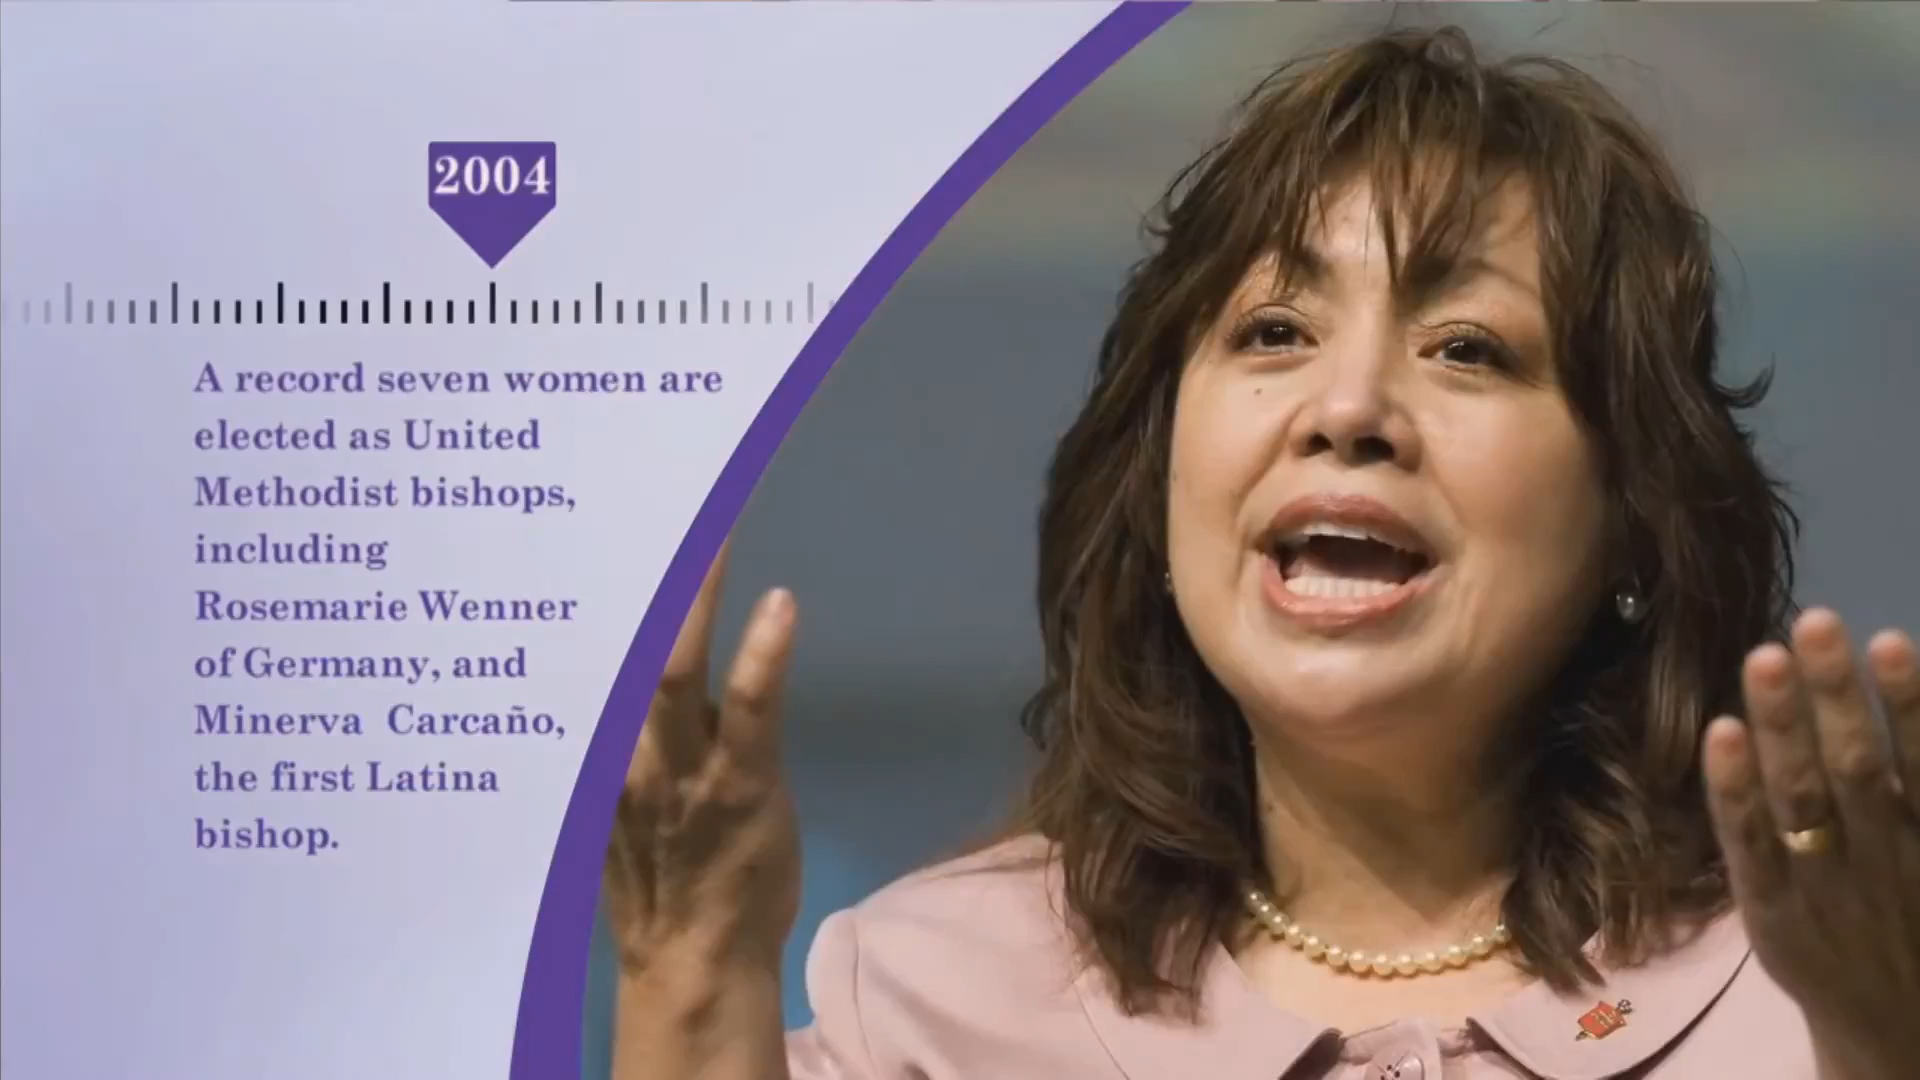 2004
A record seven women are
elected as United
Methodist bishops,
including
Rosemarie Wenner
of Germany, and
Minerva Carcaño,
the first Latina
bishop.